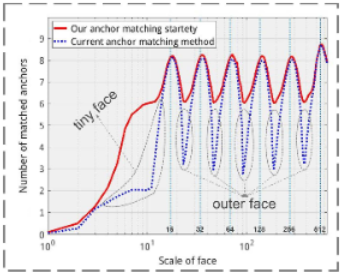 Our anchor matching startety
Current anchor matching method
Number of matched anchors
9
8
7
6
5
4
3
2
1
0
tiny face
outer face
16 32 64 128 256 512
10^0 10^1 10^2
Scale of face